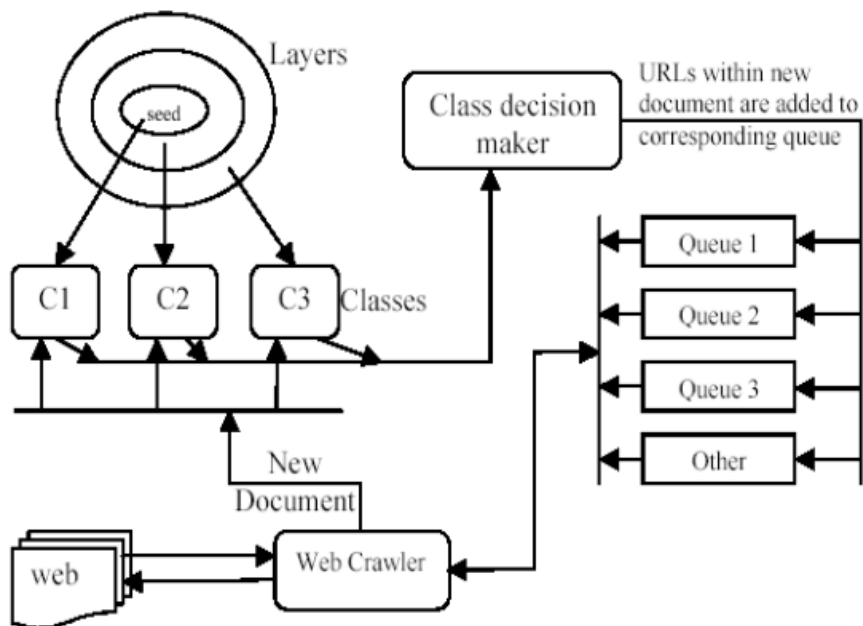 Layers
seed
Class decision
maker
URLs within new
document are added to
corresponding queue
C1
C2
C3
Classes
Queue 1
Queue 2
Queue 3
Other
New
Document
web
Web Crawler